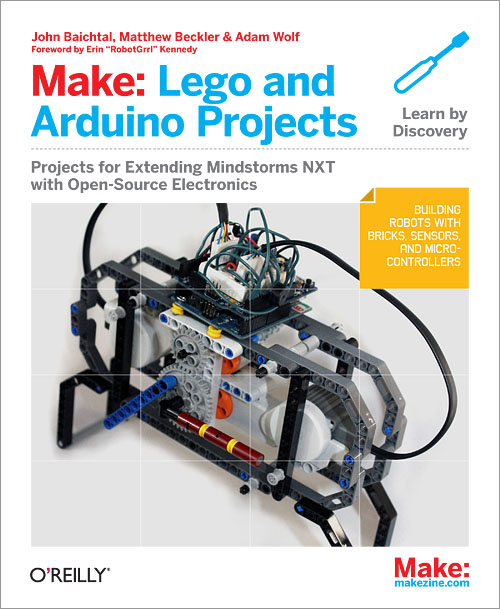 John Baichtal, Matthew Beckler & Adam Wolf
Foreword by Erin “RobotGrrl” Kennedy
Make: Lego and
Arduino Projects
Learn by
Discovery
Projects for Extending Mindstorms NXT
with Open-Source Electronics
BUILDING
ROBOTS WITH
BRICKS, SENSORS,
AND MICRO-
CONTROLLERS
O'REILLY®
Make:
makezine.com